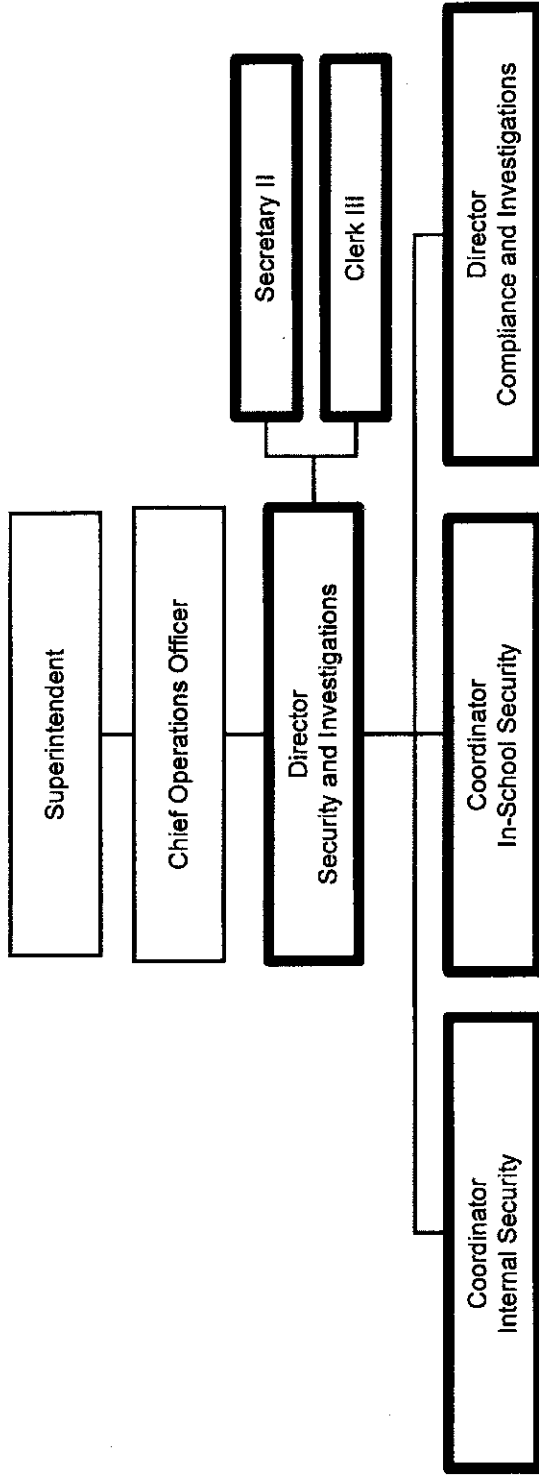 Superintendent
Chief Operations Officer
Director
Security and Investigations
Secretary II
Clerk III
Coordinator
Internal Security
Coordinator
In-School Security
Director
Compliance and Investigations